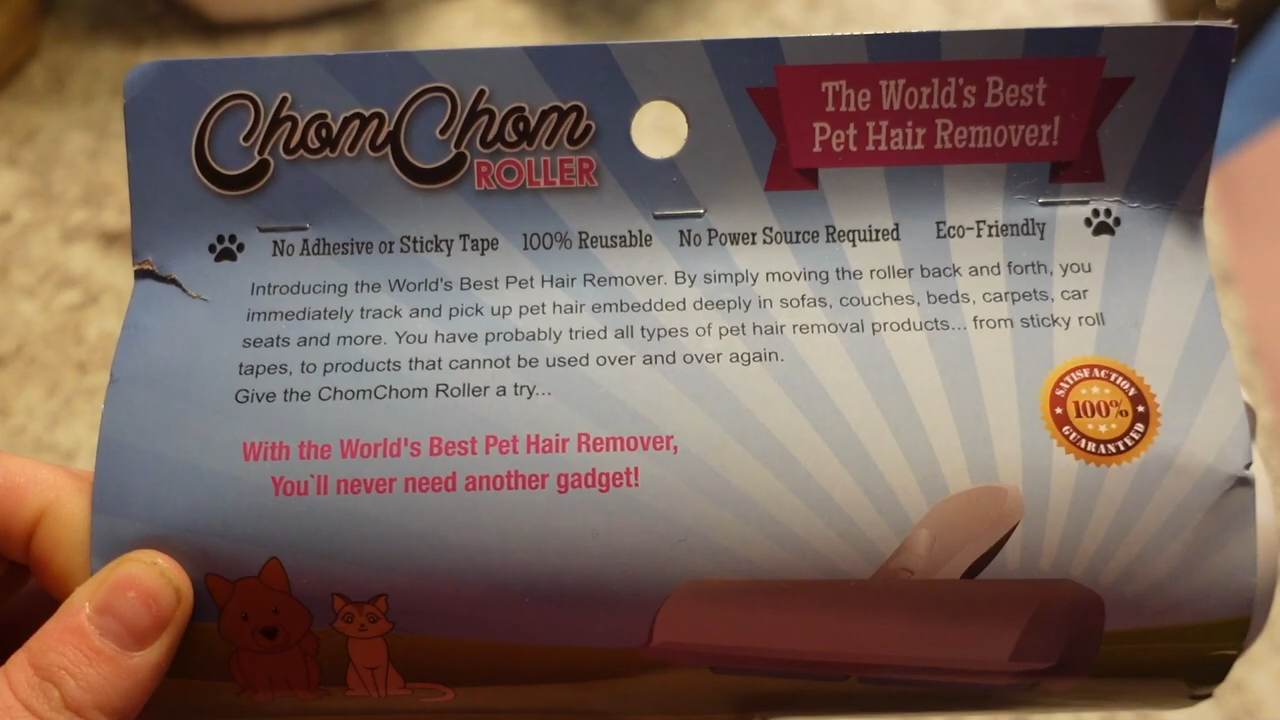 ChomChom
ROLLER
The World's Best
Pet Hair Remover!
No Adhesive or Sticky Tape 100% Reusable No Power Source Required Eco-Friendly
Introducing the World's Best Pet Hair Remover. By simply moving the roller back and forth, you
immediately track and pick up pet hair embedded deeply in sofas, couches, beds, carpets, car
seats and more. You have probably tried all types of pet hair removal products... from sticky roll
tapes, to products that cannot be used over and over again.
Give the ChomChom Roller a try...
SATISFACTION
100%
GUARANTEED
With the World's Best Pet Hair Remover,
You`ll never need another gadget!